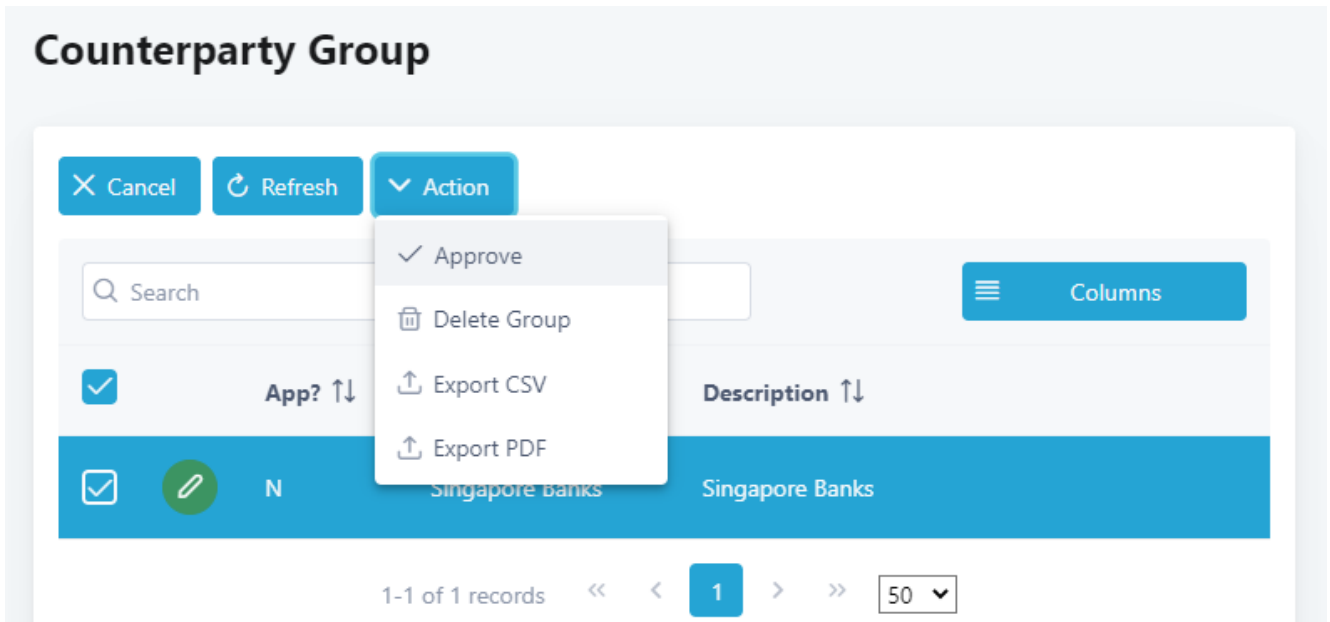 Counterparty Group
Cancel Refresh Action
Approve
Search Columns
Delete Group
Export CSV
App? Description
Export PDF
N Singapore Banks Singapore Banks
1-1 of 1 records 1 50